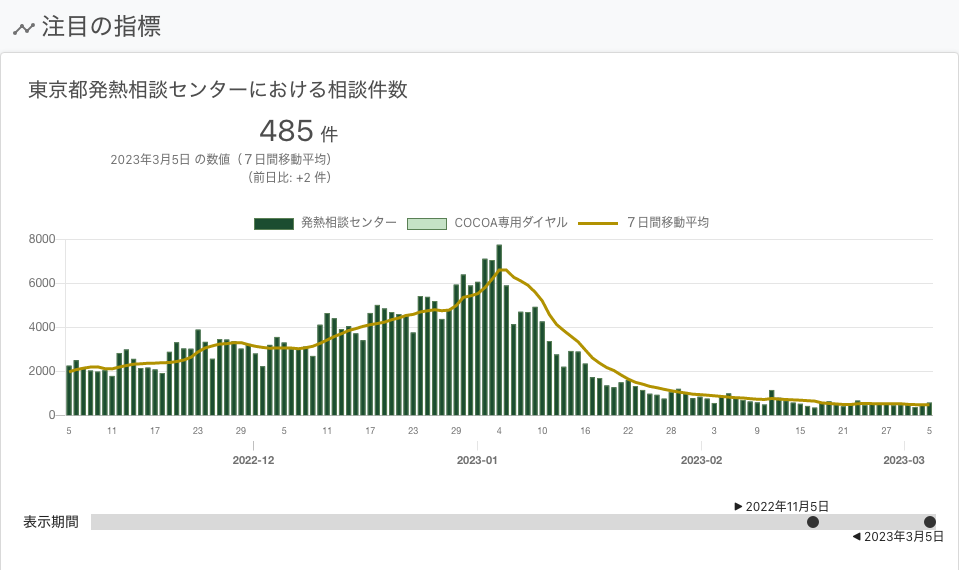 注目の指標
東京都発熱相談センターにおける相談件数
485 件
2023年3月5日 の数値（７日間移動平均）
（前日比: +2 件）
発熱相談センター COCOA専用ダイヤル ７日間移動平均
8000
6000
4000
2000
0
5 11 17 23 29 5 11 17 23 29 4 10 16 22 28 3 9 15 21 27 5
2022-12 2023-01 2023-02 2023-03
▶ 2022年11月5日
表示期間
◀ 2023年3月5日